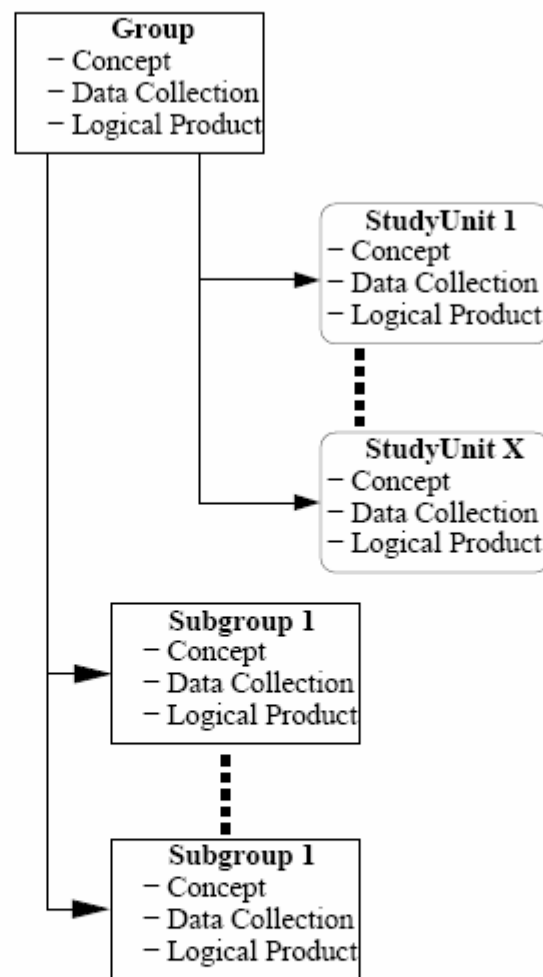 Group
– Concept
– Data Collection
– Logical Product
StudyUnit 1
– Concept
– Data Collection
– Logical Product
StudyUnit X
– Concept
– Data Collection
– Logical Product
Subgroup 1
– Concept
– Data Collection
– Logical Product
Subgroup 1
– Concept
– Data Collection
– Logical Product